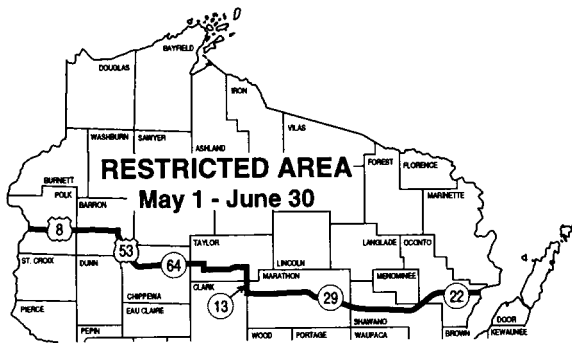 BAYFIELD
DOUGLAS
IRON
VILAS
WASHBURN
SAWYER
ASHLAND
FOREST
FLORENCE
RESTRICTED AREA
MARINETTE
BURNETT
POLK
BARRON
May 1 - June 30
8
53
TAYLOR
LANGLADE
OCONTO
ST. CROIX
DUNN
64
LINCOLN
MARATHON
MENOMINEE
CLARK
CHIPPEWA
13
29
22
PIERCE
EAU CLAIRE
SHAWANO
DOOR
PEPIN
WOOD
PORTAGE
WAUPACA
BROWN
KEWAUNEE